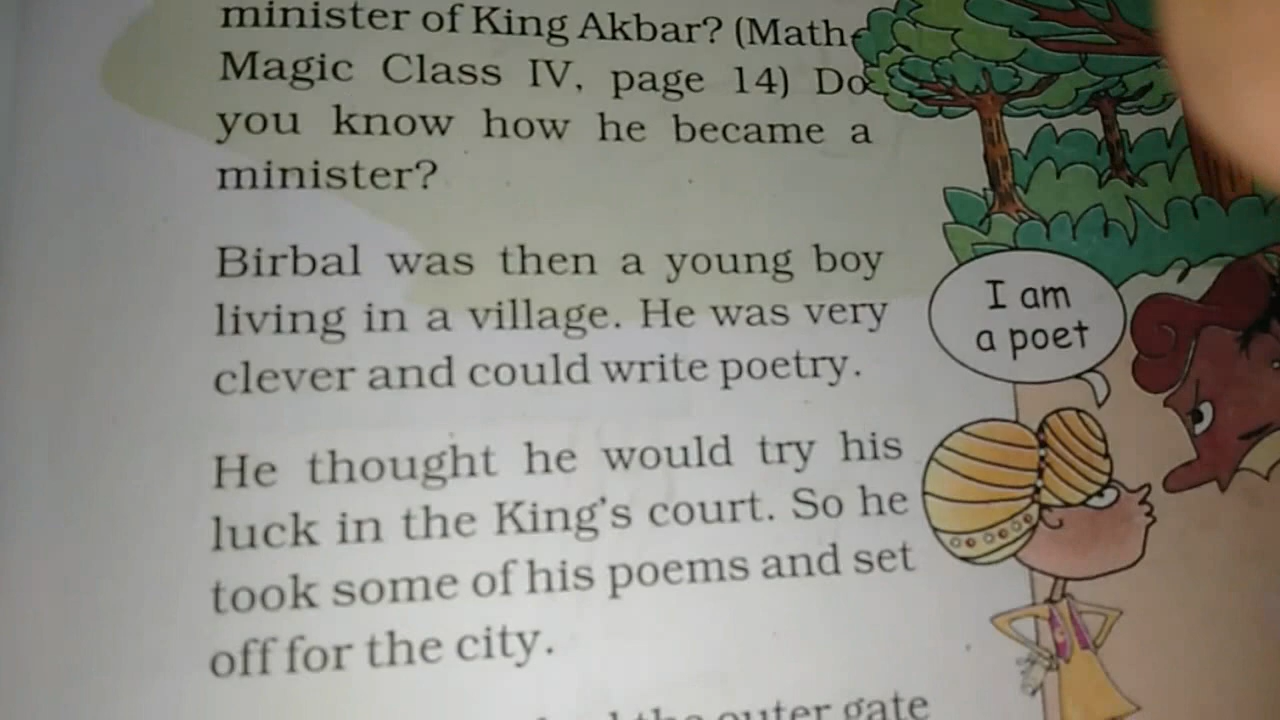 minister of King Akbar? (Math-
Magic Class IV, page 14) Do
you know how he became a
minister?
Birbal was then a young boy
living in a village. He was very
clever and could write poetry.
He thought he would try his
luck in the King's court. So he
took some of his poems and set
off for the city.
the outer gate
I am
a poet